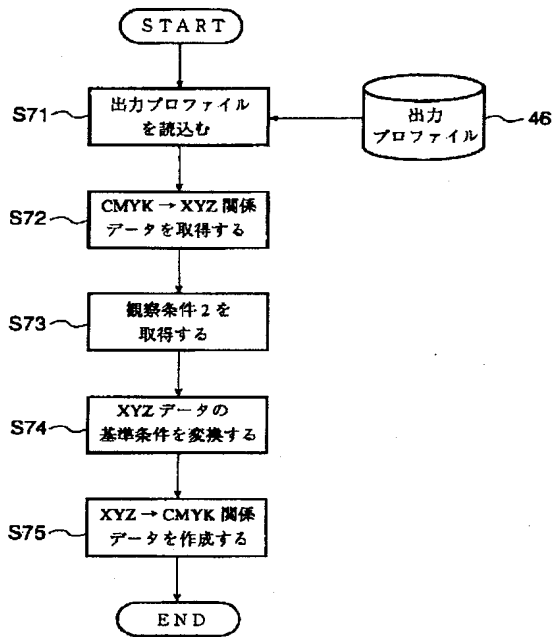 START
S71
出力プロファイル
を読込む
出力
プロファイル
46
S72
CMYK → XYZ 関係
データを取得する
S73
観察条件2を
取得する
S74
XYZ データの
基準条件を変換する
S75
XYZ → CMYK 関係
データを作成する
END